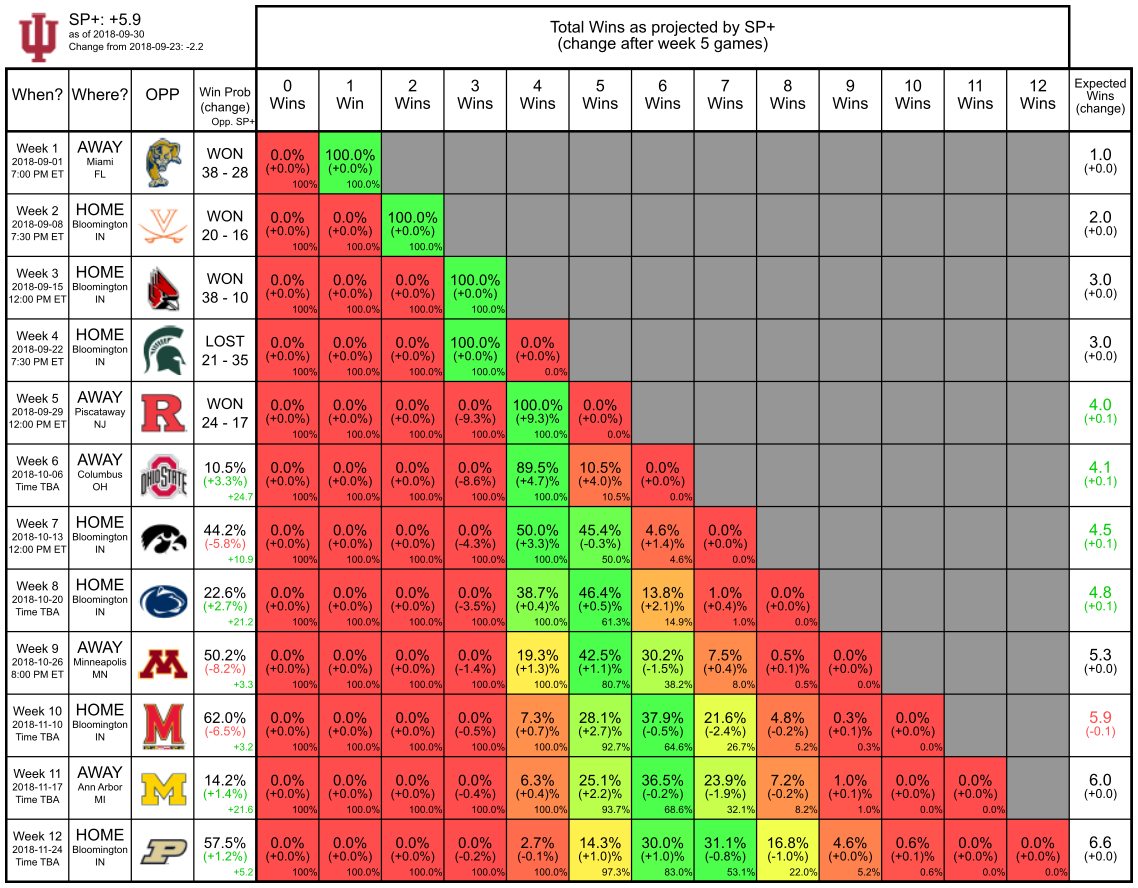 SP+: +5.9
as of 2018-09-30
Change from 2018-09-23: -2.2
Total Wins as projected by SP+
(change after week 5 games)
When? Where? OPP Win Prob (change) Opp. SP+ 0 Wins 1 Win 2 Wins 3 Wins 4 Wins 5 Wins 6 Wins 7 Wins 8 Wins 9 Wins 10 Wins 11 Wins 12 Wins Expected Wins (change)
Week 1 AWAY WON 0.0% 100.0% 1.0
2018-09-01 Miami (+0.0%) (+0.0%) (+0.0)
7:00 PM ET FL 38 - 28 100% 100.0%
Week 2 HOME WON 0.0% 0.0% 100.0% 2.0
2018-09-08 Bloomington (+0.0%) (+0.0%) (+0.0%) (+0.0)
7:30 PM ET IN 20 - 16 100% 100.0% 100.0%
Week 3 HOME WON 0.0% 0.0% 0.0% 100.0% 3.0
2018-09-15 Bloomington (+0.0%) (+0.0%) (+0.0%) (+0.0%) (+0.0)
12:00 PM ET IN 38 - 10 100% 100.0% 100.0% 100.0%
Week 4 HOME LOST 0.0% 0.0% 0.0% 100.0% 0.0% 3.0
2018-09-22 Bloomington (+0.0%) (+0.0%) (+0.0%) (+0.0%) (+0.0%) (+0.0)
7:30 PM ET IN 21 - 35 100% 100.0% 100.0% 100.0% 0.0%
Week 5 AWAY R WON 0.0% 0.0% 0.0% 0.0% 100.0% 0.0% 4.0
2018-09-29 Piscataway (+0.0%) (+0.0%) (+0.0%) (-9.3%) (+9.3)% (+0.0%) (+0.1)
12:00 PM ET NJ 24 - 17 100% 100.0% 100.0% 100.0% 100.0% 0.0%
Week 6 AWAY OHIO STATE 10.5% 0.0% 0.0% 0.0% 0.0% 89.5% 10.5% 0.0% 4.1
2018-10-06 Columbus (+3.3%) (+0.0%) (+0.0%) (+0.0%) (-8.6%) (+4.7)% (+4.0)% (+0.0%) (+0.1)
Time TBA OH +24.7 100% 100.0% 100.0% 100.0% 100.0% 10.5% 0.0%
Week 7 HOME 44.2% 0.0% 0.0% 0.0% 0.0% 50.0% 45.4% 4.6% 0.0% 4.5
2018-10-13 Bloomington (-5.8%) (+0.0%) (+0.0%) (+0.0%) (-4.3%) (+3.3)% (-0.3)% (+1.4)% (+0.0%) (+0.1)
12:00 PM ET IN +10.9 100% 100.0% 100.0% 100.0% 100.0% 50.0% 4.6% 0.0%
Week 8 HOME 22.6% 0.0% 0.0% 0.0% 0.0% 38.7% 46.4% 13.8% 1.0% 0.0% 4.8
2018-10-20 Bloomington (+2.7%) (+0.0%) (+0.0%) (+0.0%) (-3.5%) (+0.4)% (+0.5)% (+2.1)% (+0.4)% (+0.0%) (+0.1)
Time TBA IN +21.2 100% 100.0% 100.0% 100.0% 100.0% 61.3% 14.9% 1.0% 0.0%
Week 9 AWAY M 50.2% 0.0% 0.0% 0.0% 0.0% 19.3% 42.5% 30.2% 7.5% 0.5% 0.0% 5.3
2018-10-26 Minneapolis (-8.2%) (+0.0%) (+0.0%) (+0.0%) (-1.4%) (+1.3)% (+1.1)% (-1.5)% (+0.4)% (+0.1)% (+0.0%) (+0.0)
8:00 PM ET MN +3.3 100% 100.0% 100.0% 100.0% 100.0% 80.7% 38.2% 8.0% 0.5% 0.0%
Week 10 HOME M 62.0% 0.0% 0.0% 0.0% 0.0% 7.3% 28.1% 37.9% 21.6% 4.8% 0.3% 0.0% 5.9
2018-11-10 Bloomington (-6.5%) (+0.0%) (+0.0%) (+0.0%) (-0.5%) (+0.7)% (+2.7)% (-0.5)% (-2.4)% (-0.2)% (+0.1)% (+0.0%) (-0.1)
Time TBA IN +3.2 100% 100.0% 100.0% 100.0% 100.0% 92.7% 64.6% 26.7% 5.2% 0.3% 0.0%
Week 11 AWAY M 14.2% 0.0% 0.0% 0.0% 0.0% 6.3% 25.1% 36.5% 23.9% 7.2% 1.0% 0.0% 0.0% 6.0
2018-11-17 Ann Arbor (+1.4%) (+0.0%) (+0.0%) (+0.0%) (-0.4%) (+0.4)% (+2.2)% (-0.2)% (-1.9)% (-0.2)% (+0.1)% (+0.0%) (+0.0%) (+0.0)
Time TBA MI +21.6 100% 100.0% 100.0% 100.0% 100.0% 93.7% 68.6% 32.1% 8.2% 1.0% 0.0% 0.0%
Week 12 HOME P 57.5% 0.0% 0.0% 0.0% 0.0% 2.7% 14.3% 30.0% 31.1% 16.8% 4.6% 0.6% 0.0% 0.0% 6.6
2018-11-24 Bloomington (+1.2%) (+0.0%) (+0.0%) (+0.0%) (-0.2%) (-0.1)% (+1.0)% (+1.0)% (-0.8)% (-1.0)% (+0.0)% (+0.1)% (+0.0%) (+0.0%) (+0.0)
Time TBA IN +5.2 100% 100.0% 100.0% 100.0% 100.0% 97.3% 83.0% 53.1% 22.0% 5.2% 0.6% 0.0% 0.0%